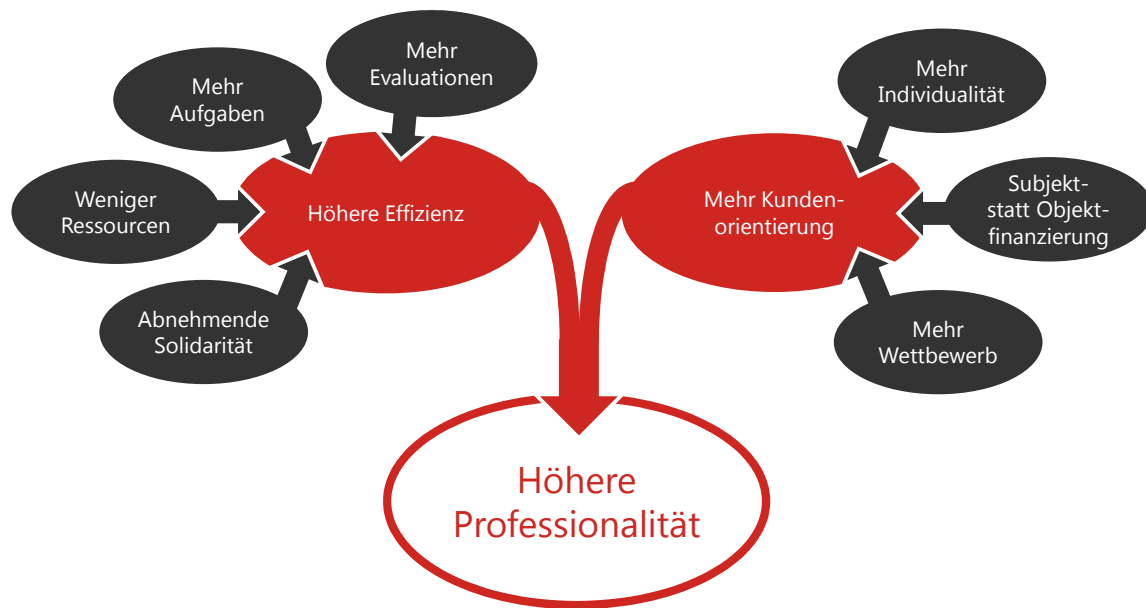 Mehr
Evaluationen
Mehr
Aufgaben
Weniger
Ressourcen
Abnehmende
Solidarität
Höhere Effizienz
Mehr Kunden-
orientierung
Mehr
Individualität
Subjekt-
statt Objekt-
finanzierung
Mehr
Wettbewerb
Höhere
Professionalität